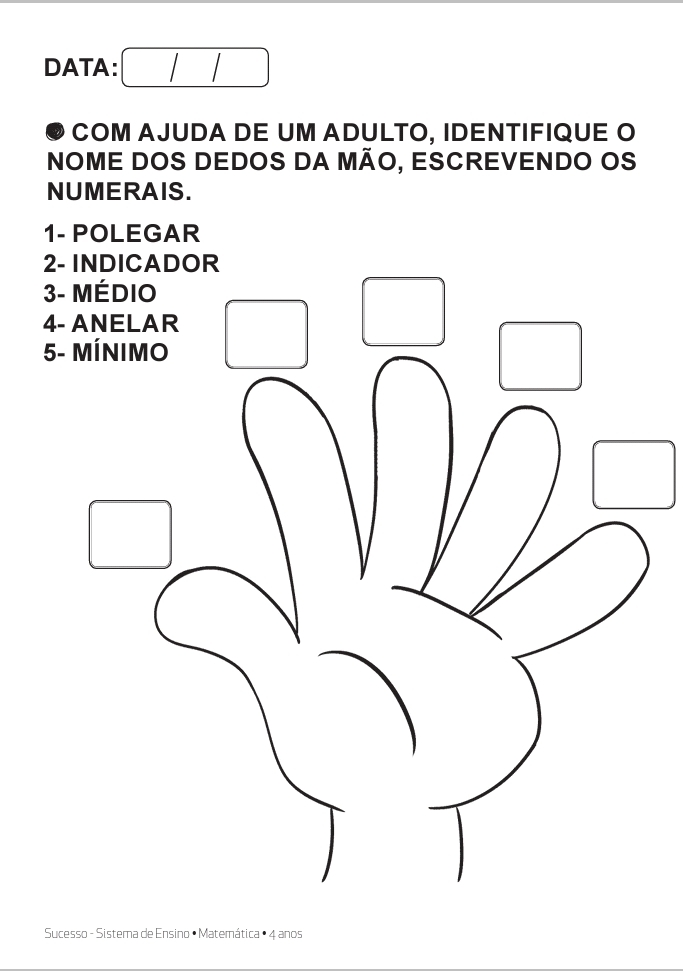 DATA: / /
COM AJUDA DE UM ADULTO, IDENTIFIQUE O
NOME DOS DEDOS DA MÃO, ESCREVENDO OS
NUMERAIS.
1- POLEGAR
2- INDICADOR
3- MÉDIO
4- ANELAR
5- MÍNIMO
Sucesso - Sistema de Ensino • Matemática • 4 anos